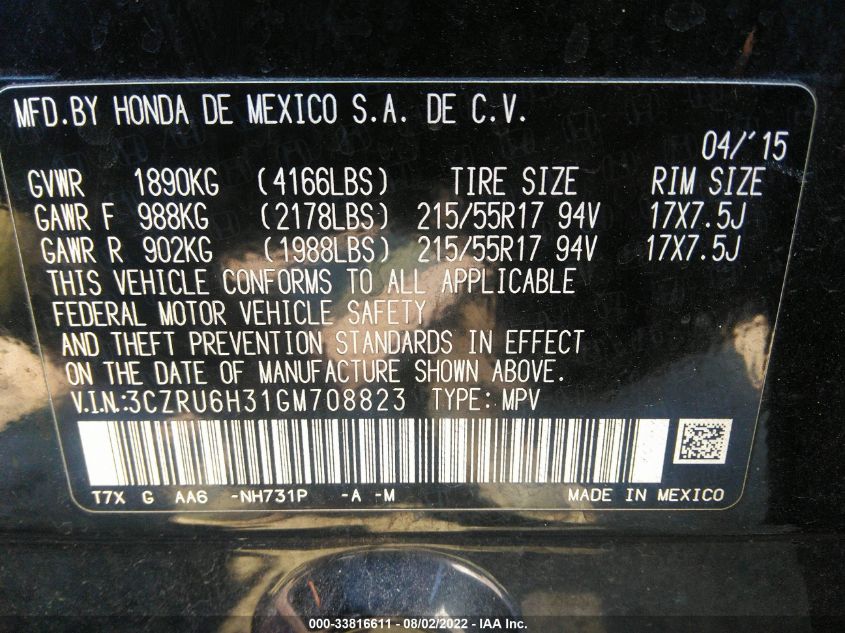 MFD.BY HONDA DE MEXICO S.A. DE C.V.
04/'15
GVWR 1890KG (4166LBS) TIRE SIZE RIM SIZE
GAWR F 988KG (2178LBS) 215/55R17 94V 17X7.5J
GAWR R 902KG (1988LBS) 215/55R17 94V 17X7.5J
THIS VEHICLE CONFORMS TO ALL APPLICABLE
FEDERAL MOTOR VEHICLE SAFETY
AND THEFT PREVENTION STANDARDS IN EFFECT
ON THE DATE OF MANUFACTURE SHOWN ABOVE.
V.I.N.:3CZRU6H31GM708823 TYPE: MPV
T7X G AA6 -NH731P -A -M MADE IN MEXICO
000-33816611 - 08/02/2022 - IAA Inc.